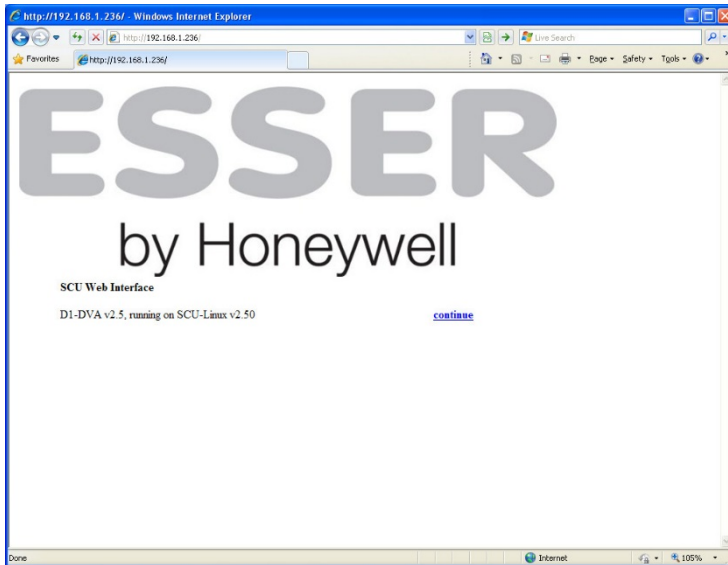 http://192.168.1.236/ - Windows Internet Explorer
http://192.168.1.236/
Live Search
Favorites
http://192.168.1.236/
Page
Safety
Tools
ESSER
by Honeywell
SCU Web Interface
D1-DVA v2.5, running on SCU-Linux v2.50
continue
Done
Internet
105%